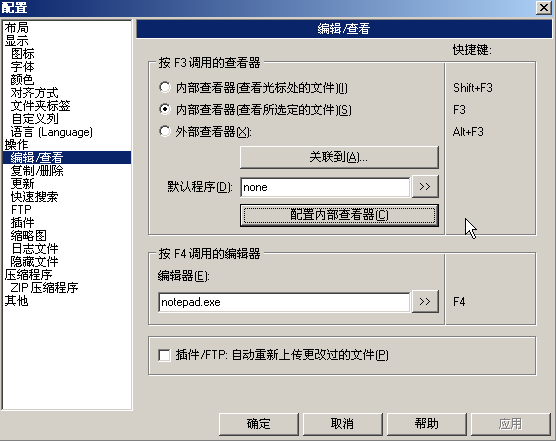 配置
布局
显示
图标
字体
颜色
对齐方式
文件夹标签
自定义列
语言 (Language)
操作
编辑/查看
复制/删除
更新
快速搜索
FTP
插件
缩略图
日志文件
隐藏文件
压缩程序
ZIP 压缩程序
其他
编辑/查看
快捷键:
按 F3 调用的查看器
内部查看器(查看光标处的文件)(I) Shift+F3
内部查看器(查看所选定的文件)(S) F3
外部查看器(X): Alt+F3
关联到(A)...
默认程序(D): none >>
配置内部查看器(C)
按 F4 调用的编辑器
编辑器(E):
notepad.exe >> F4
插件/FTP: 自动重新上传更改过的文件(P)
确定 取消 帮助 应用